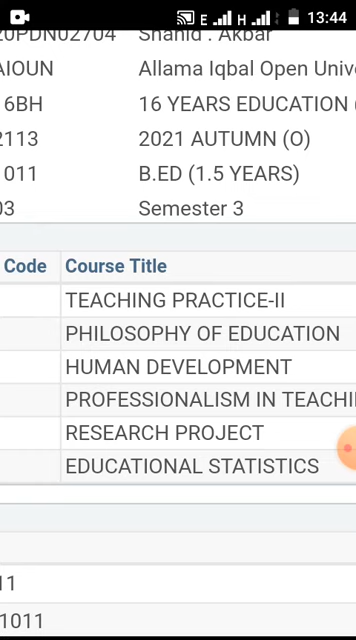 E H 13:44
20PDN02704 Shahid . Akbar
AIOUN Allama Iqbal Open Unive
6BH 16 YEARS EDUCATION (
2113 2021 AUTUMN (O)
011 B.ED (1.5 YEARS)
03 Semester 3
Code Course Title
TEACHING PRACTICE-II
PHILOSOPHY OF EDUCATION
HUMAN DEVELOPMENT
PROFESSIONALISM IN TEACHI
RESEARCH PROJECT
EDUCATIONAL STATISTICS
11
1011